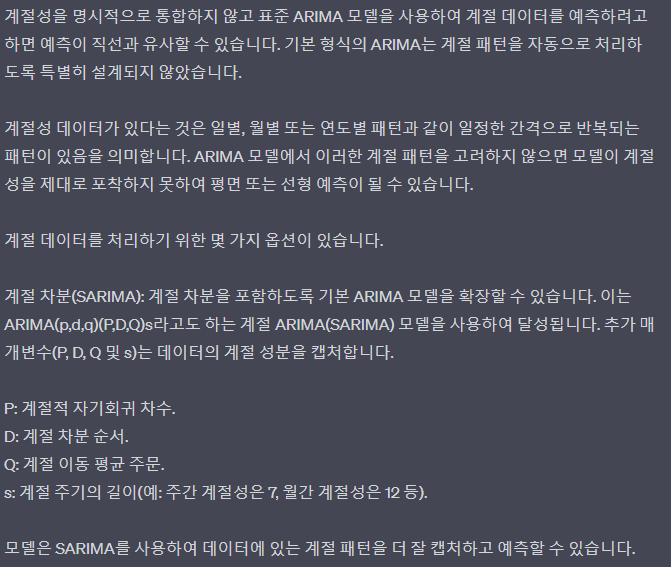 계절성을 명시적으로 통합하지 않고 표준 ARIMA 모델을 사용하여 계절 데이터를 예측하려고
하면 예측이 직선과 유사할 수 있습니다. 기본 형식의 ARIMA는 계절 패턴을 자동으로 처리하
도록 특별히 설계되지 않았습니다.
계절성 데이터가 있다는 것은 일별, 월별 또는 연도별 패턴과 같이 일정한 간격으로 반복되는
패턴이 있음을 의미합니다. ARIMA 모델에서 이러한 계절 패턴을 고려하지 않으면 모델이 계절
성을 제대로 포착하지 못하여 평면 또는 선형 예측이 될 수 있습니다.
계절 데이터를 처리하기 위한 몇 가지 옵션이 있습니다.
계절 차분(SARIMA): 계절 차분을 포함하도록 기본 ARIMA 모델을 확장할 수 있습니다. 이는
ARIMA(p,d,q)(P,D,Q)s라고도 하는 계절 ARIMA(SARIMA) 모델을 사용하여 달성됩니다. 추가 매
개변수(P, D, Q 및 s)는 데이터의 계절 성분을 캡처합니다.
P: 계절적 자기회귀 차수.
D: 계절 차분 순서.
Q: 계절 이동 평균 주문.
s: 계절 주기의 길이(예: 주간 계절성은 7, 월간 계절성은 12 등).
모델은 SARIMA를 사용하여 데이터에 있는 계절 패턴을 더 잘 캡처하고 예측할 수 있습니다.